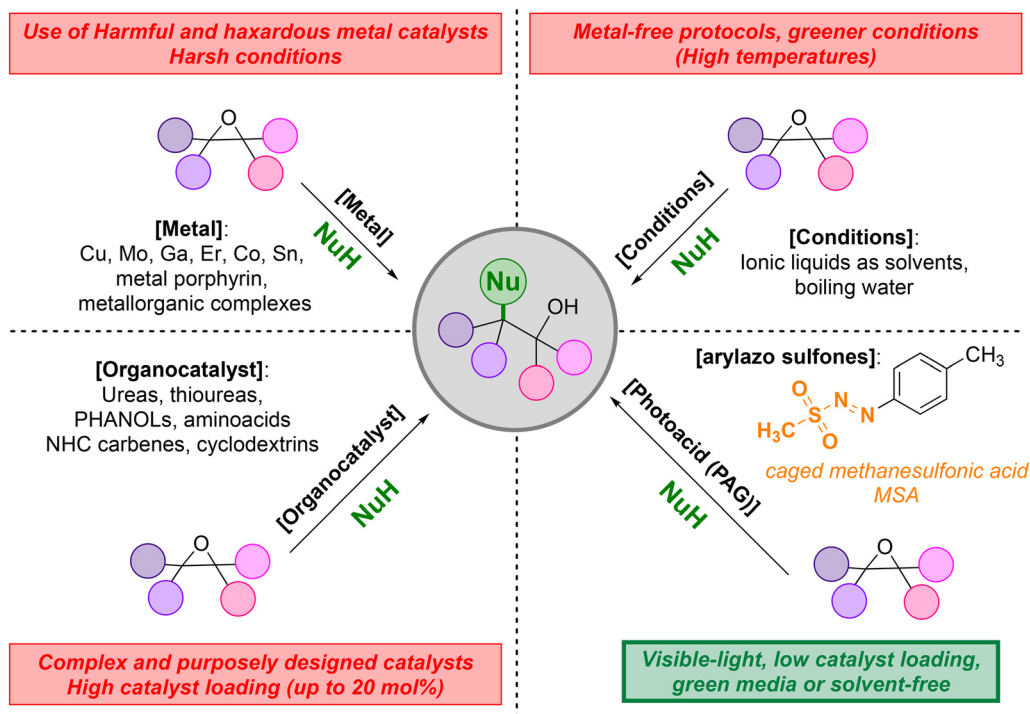 Use of Harmful and haxardous metal catalysts
Harsh conditions
O
[Metal]
NuH
[Metal]:
Cu, Mo, Ga, Er, Co, Sn,
metal porphyrin,
metallorganic complexes
Metal-free protocols, greener conditions
(High temperatures)
O
[Conditions]
NuH
[Conditions]:
Ionic liquids as solvents,
boiling water
Nu
OH
[Organocatalyst]:
Ureas, thioureas,
PHANOLs, aminoacids
NHC carbenes, cyclodextrins
[Organocatalyst]
NuH
O
Complex and purposely designed catalysts
High catalyst loading (up to 20 mol%)
[arylazo sulfones]:
CH3
O
N
S
N
H3C
O
caged methanesulfonic acid
MSA
[Photoacid (PAG)]
NuH
O
Visible-light, low catalyst loading,
green media or solvent-free